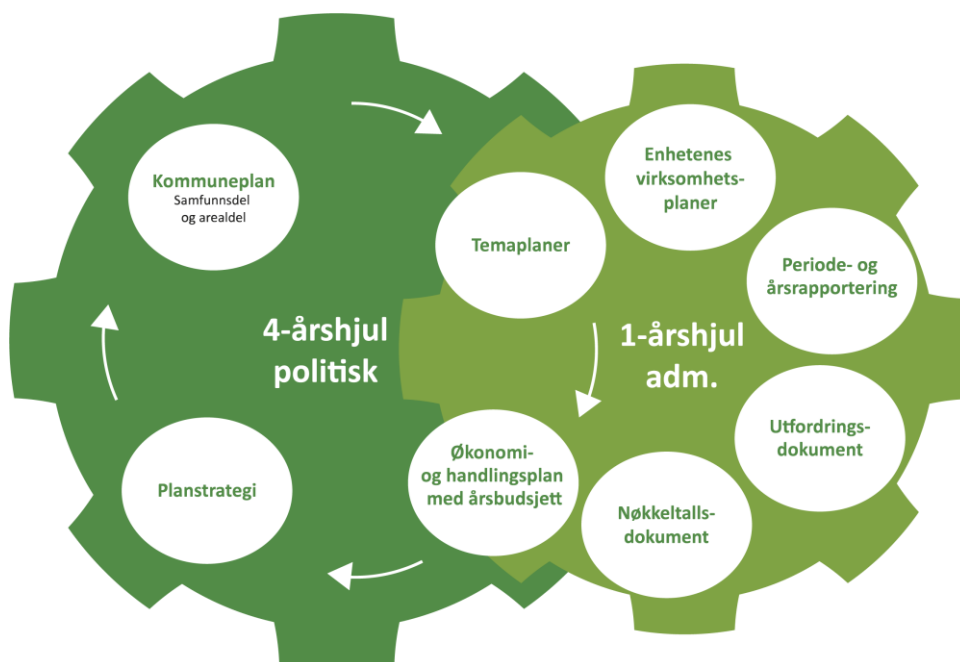 Kommuneplan
Samfunnsdel
og arealdel
Temaplaner
Enhetenes
virksomhets-
planer
Periode- og
årsrapportering
4-årshjul
politisk
1-årshjul
adm.
Planstrategi
Økonomi-
og handlingsplan
med årsbudsjett
Nøkkeltalls-
dokument
Utfordrings-
dokument